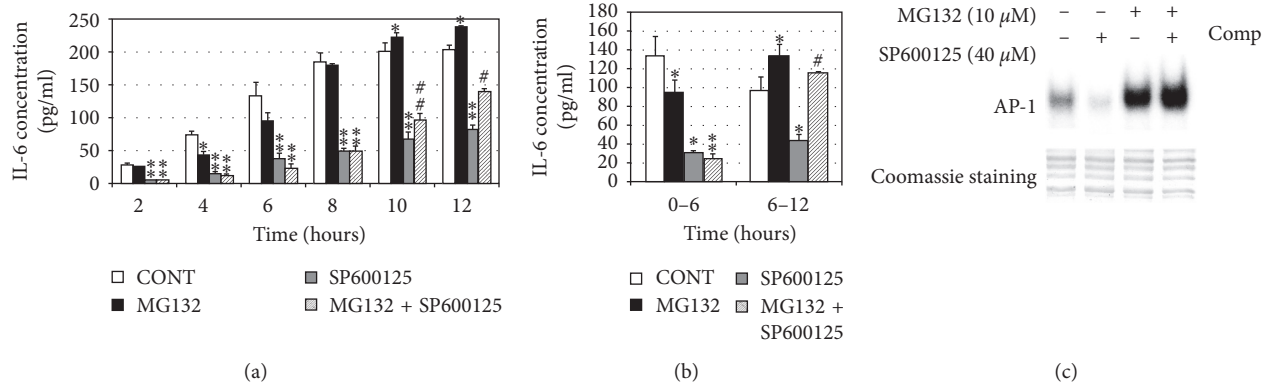 IL-6 concentration
(pg/ml)
250
200
150
100
50
0
*
*
*
**
**
**
**
**
**
**
**
**
##
**
#
2 4 6 8 10 12
Time (hours)
CONT
SP600125
MG132
MG132 + SP600125
(a)
IL-6 concentration
(pg/ml)
180
160
140
120
100
80
60
40
20
0
*
*
**
*
*
#
0–6 6–12
Time (hours)
CONT
SP600125
MG132
MG132 +
SP600125
(b)
MG132 (10 μM) – – + +
SP600125 (40 μM) – + – +
Comp
AP-1
Coomassie staining
(c)